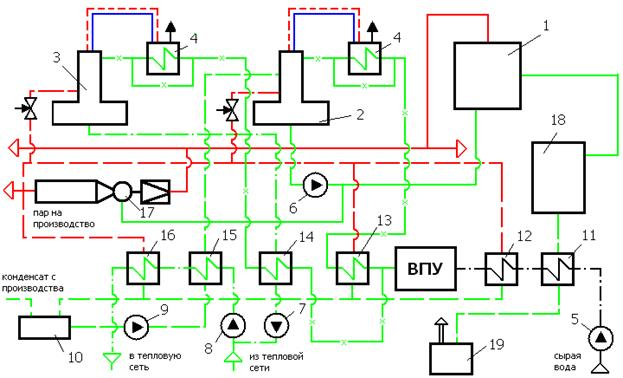 4
4
1
3
2
18
6
пар на
производство
17
16
15
14
13
ВПУ
12
11
конденсат с
производства
9
8
7
5
10
в тепловую
сеть
из тепловой
сети
19
сырая
вода